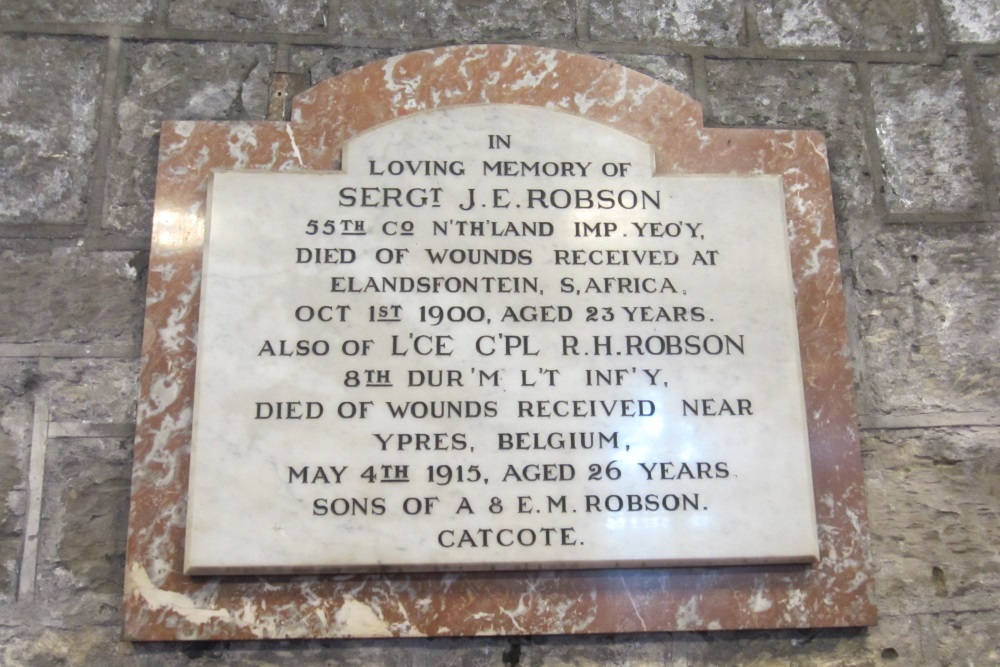 IN
LOVING MEMORY OF
SERGT J.E. ROBSON
55TH CO N'TH'LAND IMP. YEO'Y,
DIED OF WOUNDS RECEIVED AT
ELANDSFONTEIN, S, AFRICA.
OCT 1ST 1900, AGED 23 YEARS.
ALSO OF L'CE C'PL R.H. ROBSON
8TH DUR'M L'T INF'Y,
DIED OF WOUNDS RECEIVED NEAR
YPRES, BELGIUM,
MAY 4TH 1915, AGED 26 YEARS.
SONS OF A & E.M. ROBSON.
CATCOTE.